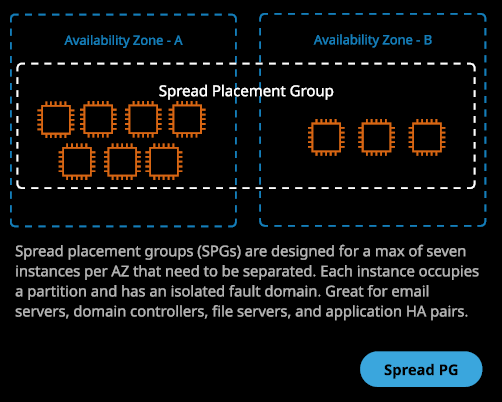 Availability Zone - A
Availability Zone - B
Spread Placement Group
Spread placement groups (SPGs) are designed for a max of seven
instances per AZ that need to be separated. Each instance occupies
a partition and has an isolated fault domain. Great for email
servers, domain controllers, file servers, and application HA pairs.
Spread PG